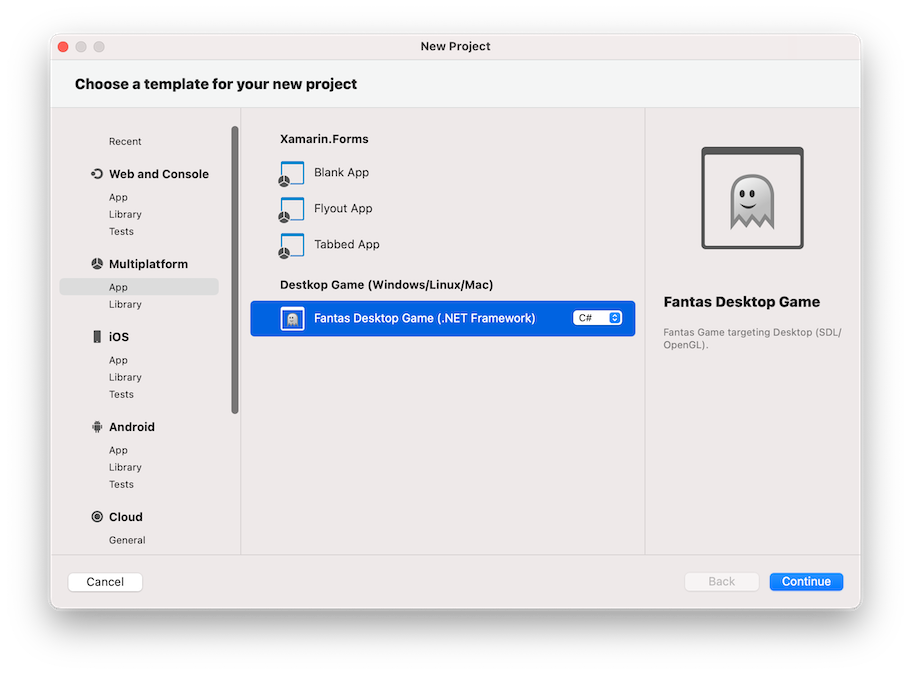 New Project
Choose a template for your new project
Recent
Web and Console
App
Library
Tests
Multiplatform
App
Library
iOS
App
Library
Tests
Android
App
Library
Tests
Cloud
General
Xamarin.Forms
Blank App
Flyout App
Tabbed App
Destkop Game (Windows/Linux/Mac)
Fantas Desktop Game (.NET Framework) C#
Fantas Desktop Game
Fantas Game targeting Desktop (SDL/
OpenGL).
Cancel
Back
Continue